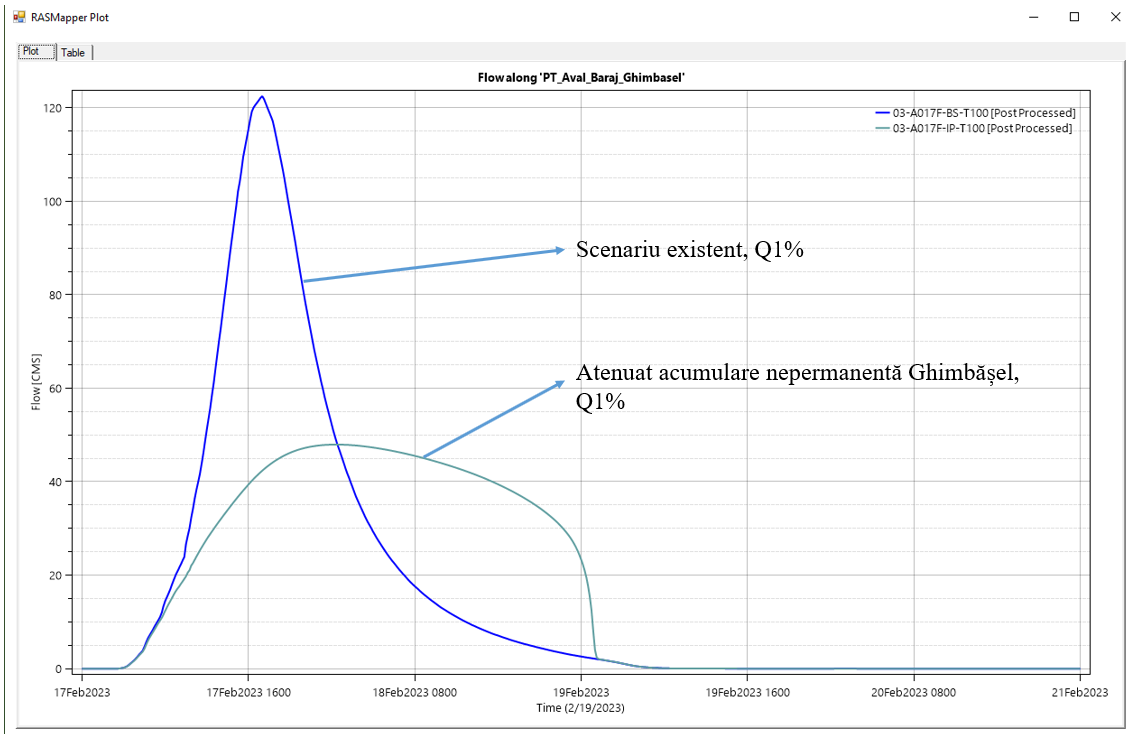 RASMapper Plot
Plot
Table
Flow along 'PT_Aval_Baraj_Ghimbasel'
03-A017F-BS-T100 [Post Processed]
03-A017F-IP-T100 [Post Processed]
Scenariu existent, Q1%
Atenuat acumulare nepermanentă Ghimbășel,
Q1%
Flow [CMS]
120
100
80
60
40
20
0
17Feb2023
17Feb2023 1600
18Feb2023 0800
19Feb2023
19Feb2023 1600
20Feb2023 0800
21Feb2023
Time (2/19/2023)